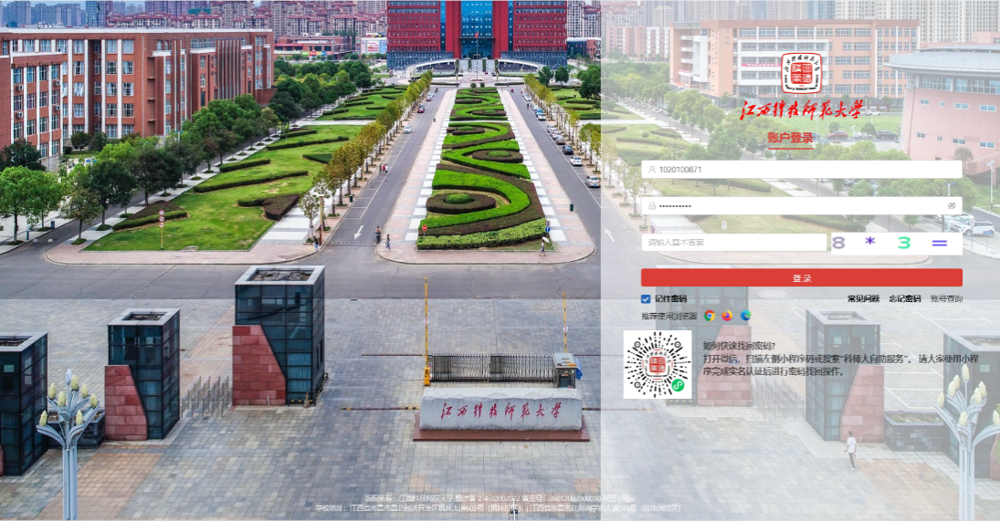 江西科技师范大学
账户登录
1020100871
••••••••••
请输入算术答案
8 * 3 =
登 录
记住密码 常见问题 忘记密码 账号查询
推荐使用浏览器
如何快速找回密码?
打开微信，扫描左侧小程序码或搜索“科师大自助服务”。请大家使用小程
序完成实名认证后进行密码找回操作。
江西科技师范大学
版权所有：江西科技师范大学
学校地址：江西省南昌市